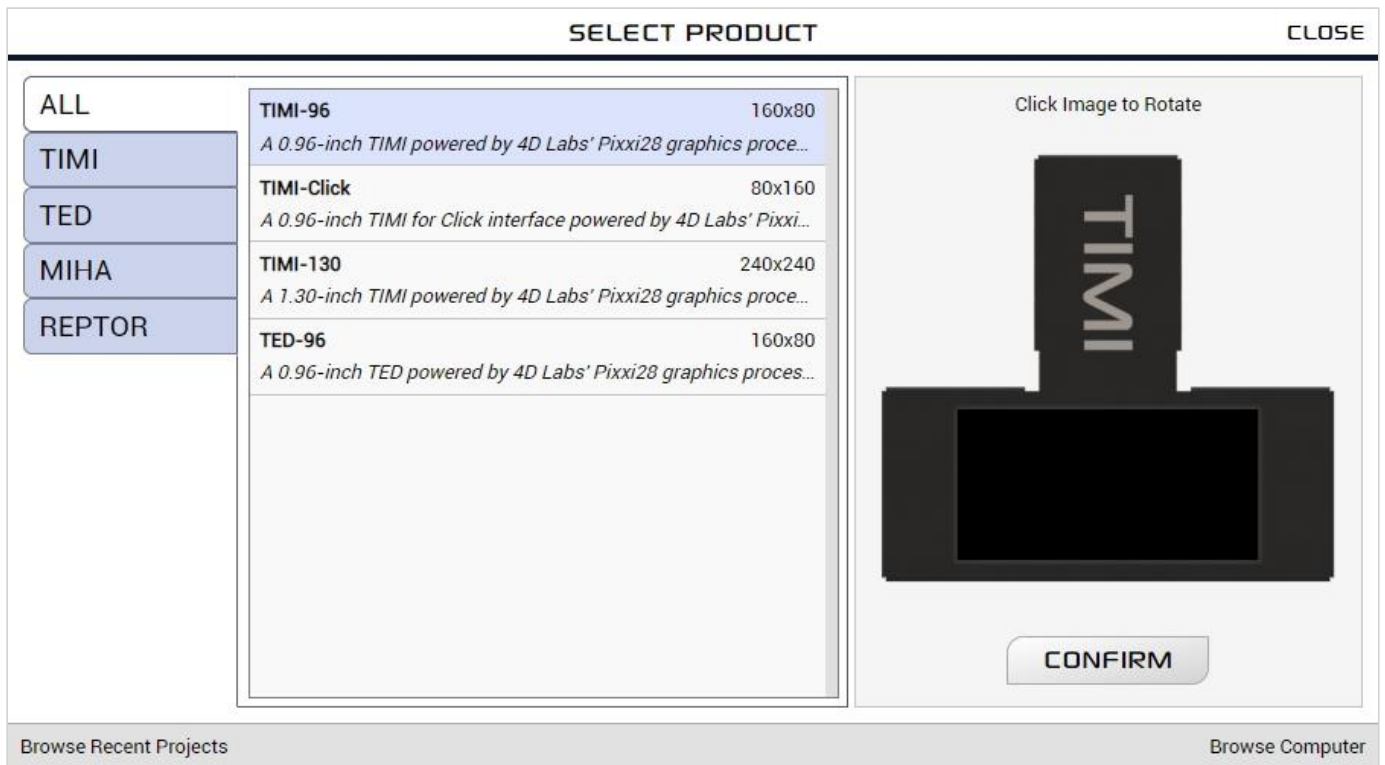 SELECT PRODUCT
CLOSE
ALL
TIMI
TED
MIHA
REPTOR
TIMI-96 160x80
A 0.96-inch TIMI powered by 4D Labs' Pixxi28 graphics proce...
TIMI-Click 80x160
A 0.96-inch TIMI for Click interface powered by 4D Labs' Pixxi...
TIMI-130 240x240
A 1.30-inch TIMI powered by 4D Labs' Pixxi28 graphics proce...
TED-96 160x80
A 0.96-inch TED powered by 4D Labs' Pixxi28 graphics proces...
Click Image to Rotate
TIMI
CONFIRM
Browse Recent Projects
Browse Computer